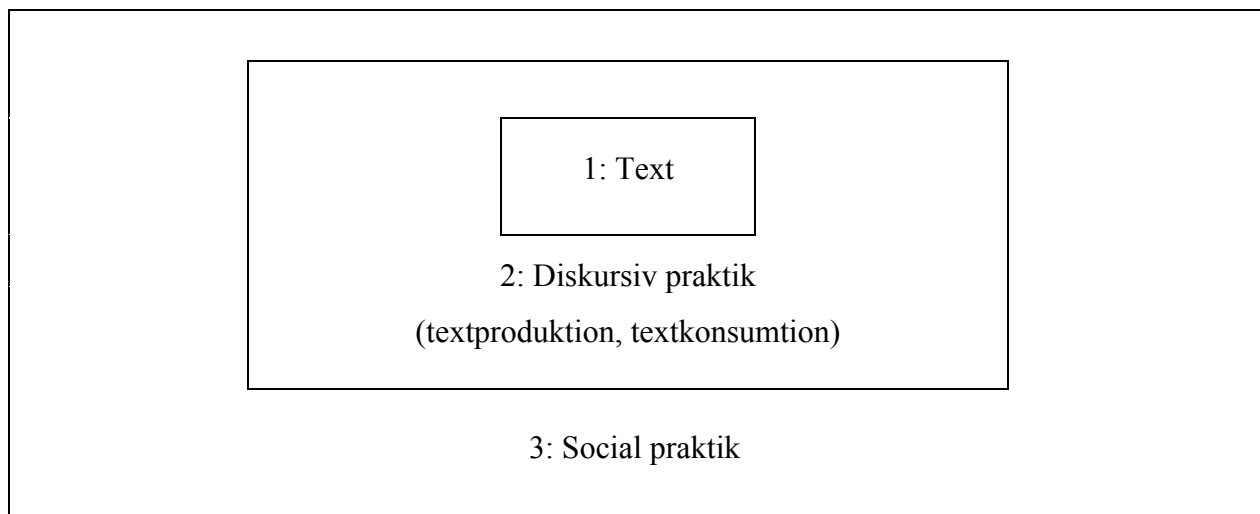 1: Text
2: Diskursiv praktik
(textproduktion, textkonsumtion)
3: Social praktik